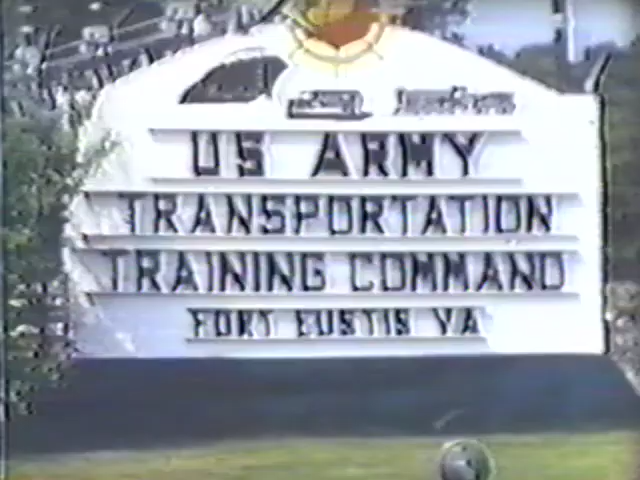 US ARMY
TRANSPORTATION
TRAINING COMMAND
FORT EUSTIS VA